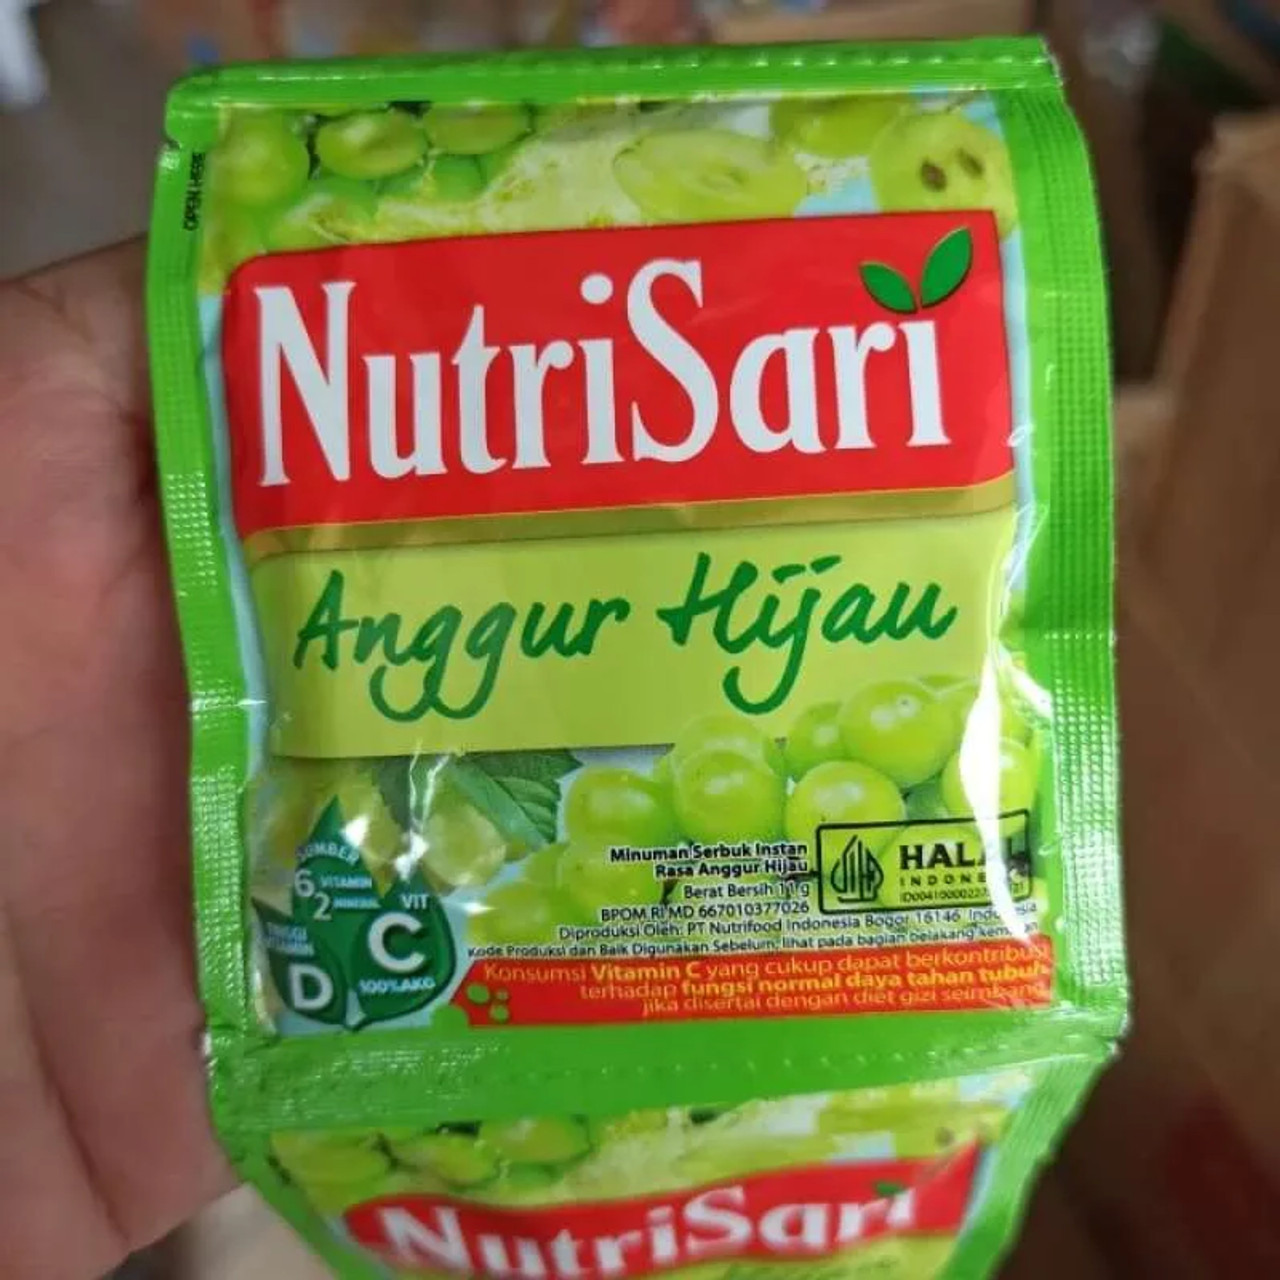 OPEN HERE
NutriSari
Anggur Hijau
SUMBER
6 VITAMIN
2 MINERAL
VIT
C
100% AKG
D
Minuman Serbuk Instan
Rasa Anggur Hijau
Berat Bersih 11 g
BPOM RI MD 667010377026
Diproduksi Oleh: PT Nutrifood Indonesia Bogor 16146
Kode Produksi dan Baik Digunakan Sebelum, lihat pada bagian belakang
HALAL
INDONESIA
Konsumsi Vitamin C yang cukup dapat berkontribusi
terhadap fungsi normal daya tahan tubuh
jika disertai dengan diet gizi seimbang
NutriSari